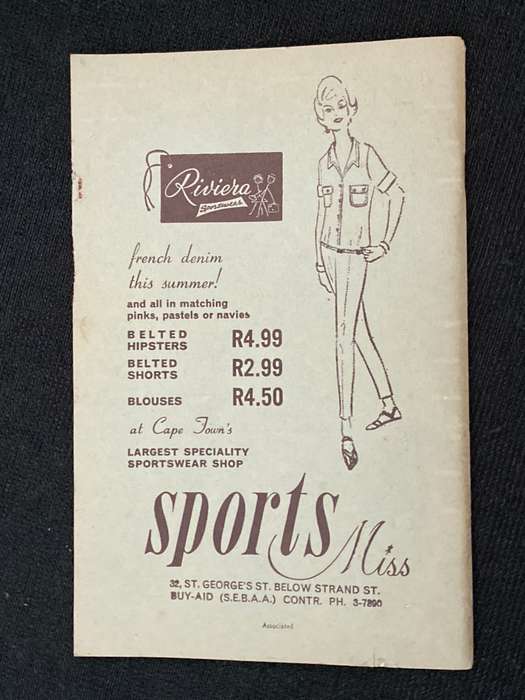 Riviera
Sportswear
french denim
this summer!
and all in matching
pinks, pastels or navies
BELTED
HIPSTERS R4.99
BELTED
SHORTS R2.99
BLOUSES R4.50
at Cape Town's
LARGEST SPECIALITY
SPORTSWEAR SHOP
sports
Miss
32, ST. GEORGE'S ST. BELOW STRAND ST.
BUY-AID (S.E.B.A.A.) CONTR. PH. 3-7890
Associated